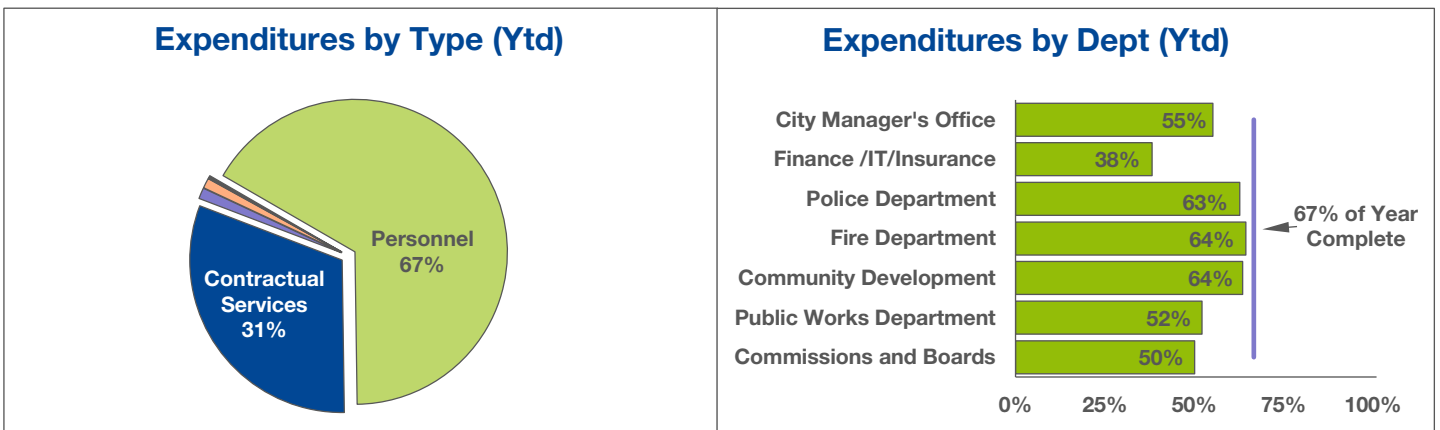 Expenditures by Type (Ytd)
Personnel
67%
Contractual
Services
31%
Expenditures by Dept (Ytd)
City Manager's Office
55%
Finance /IT/Insurance
38%
Police Department
63%
Fire Department
64%
Community Development
64%
Public Works Department
52%
Commissions and Boards
50%
67% of Year
Complete
0% 25% 50% 75% 100%